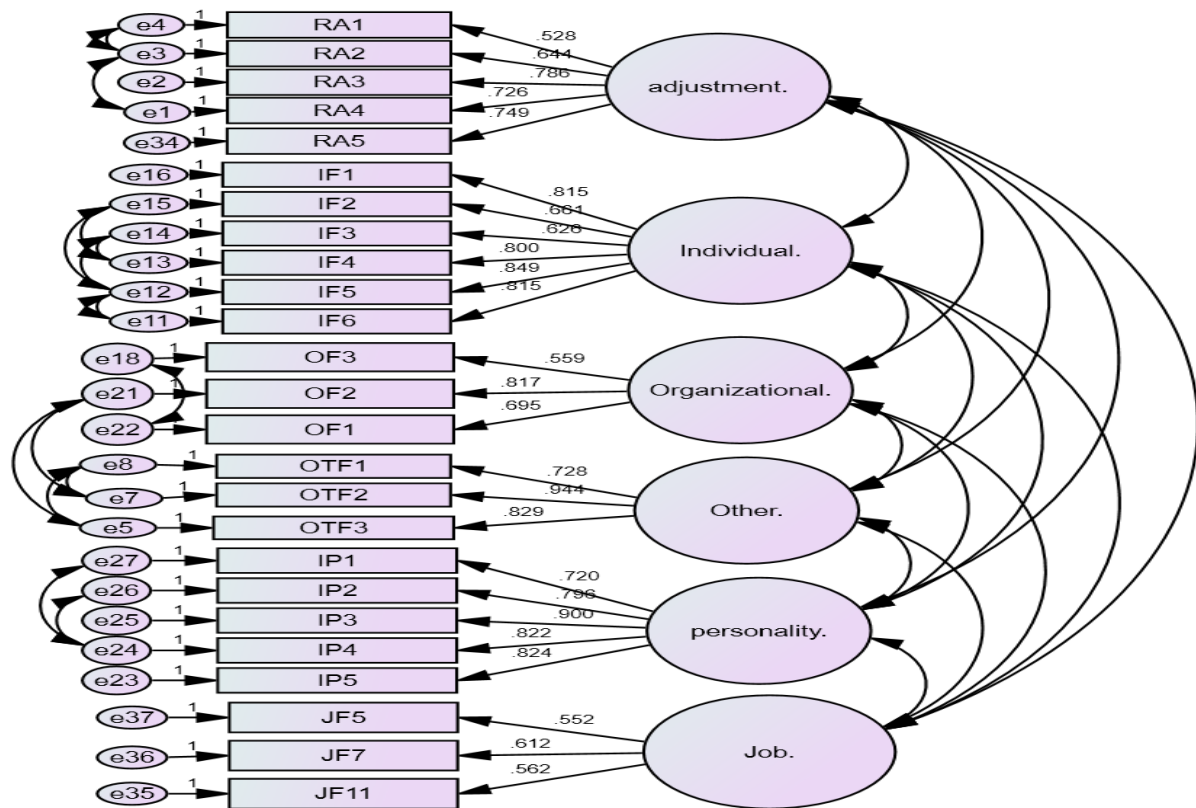 e4 1 RA1
.528
e3 1 RA2
.644
e2 1 RA3
.786
adjustment.
e1 1 RA4
.726
e34 1 RA5
.749
e16 1 IF1
.815
e15 1 IF2
.661
e14 1 IF3
.626
Individual.
e13 1 IF4
.800
e12 1 IF5
.849
e11 1 IF6
.815
e18 1 OF3
.559
e21 1 OF2
.817
Organizational.
e22 OF1
.695
e8 1 OTF1
.728
e7 1 OTF2
.944
Other.
e5 1 OTF3
.829
e27 1 IP1
.720
e26 1 IP2
.796
e25 1 IP3
.900
personality.
e24 1 IP4
.822
e23 1 IP5
.824
e37 1 JF5
.552
e36 1 JF7
.612
Job.
e35 1 JF11
.562